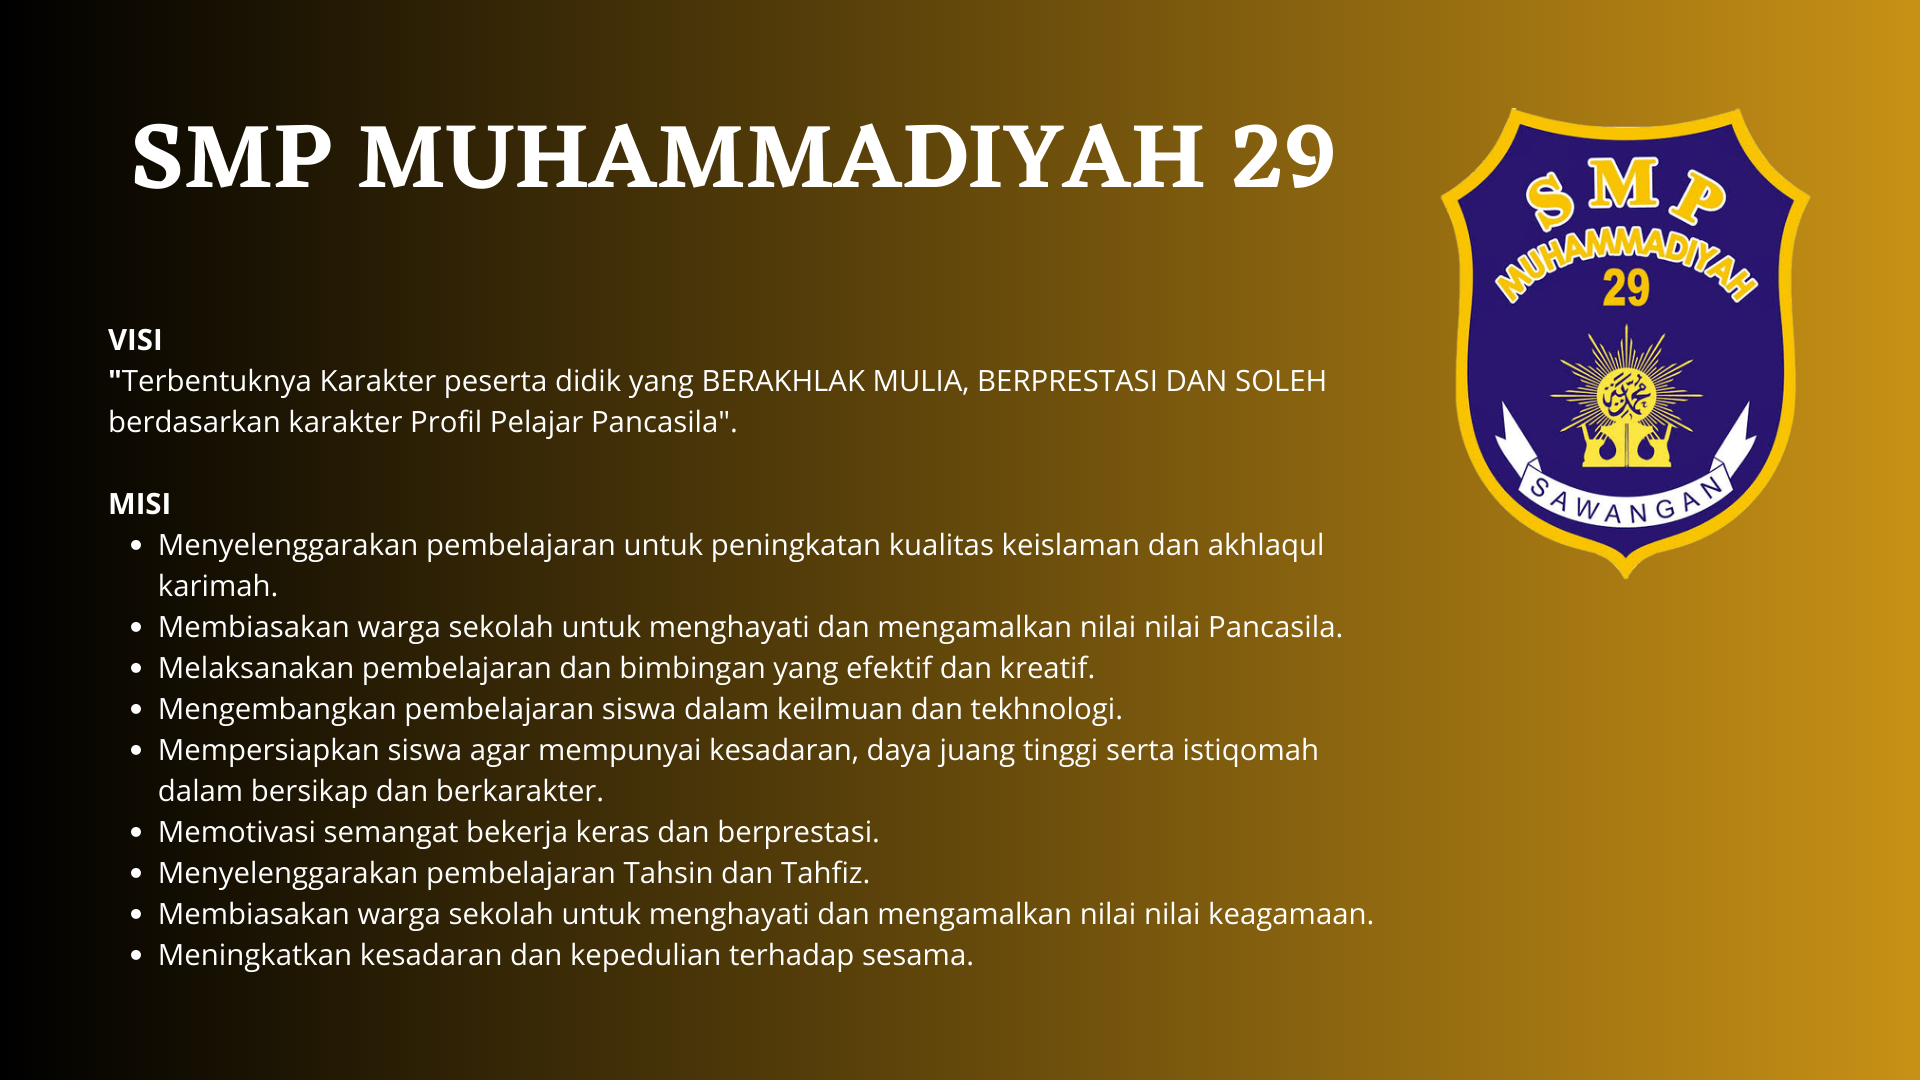 SMP MUHAMMADIYAH 29
VISI
"Terbentuknya Karakter peserta didik yang BERAKHLAK MULIA, BERPRESTASI DAN SOLEH
berdasarkan karakter Profil Pelajar Pancasila".
MISI
• Menyelenggarakan pembelajaran untuk peningkatan kualitas keislaman dan akhlaqul
karimah.
• Membiasakan warga sekolah untuk menghayati dan mengamalkan nilai nilai Pancasila.
• Melaksanakan pembelajaran dan bimbingan yang efektif dan kreatif.
• Mengembangkan pembelajaran siswa dalam keilmuan dan tekhnologi.
• Mempersiapkan siswa agar mempunyai kesadaran, daya juang tinggi serta istiqomah
dalam bersikap dan berkarakter.
• Memotivasi semangat bekerja keras dan berprestasi.
• Menyelenggarakan pembelajaran Tahsin dan Tahfiz.
• Membiasakan warga sekolah untuk menghayati dan mengamalkan nilai nilai keagamaan.
• Meningkatkan kesadaran dan kepedulian terhadap sesama.
SMP
MUHAMMADIYAH
29
SAWANGAN